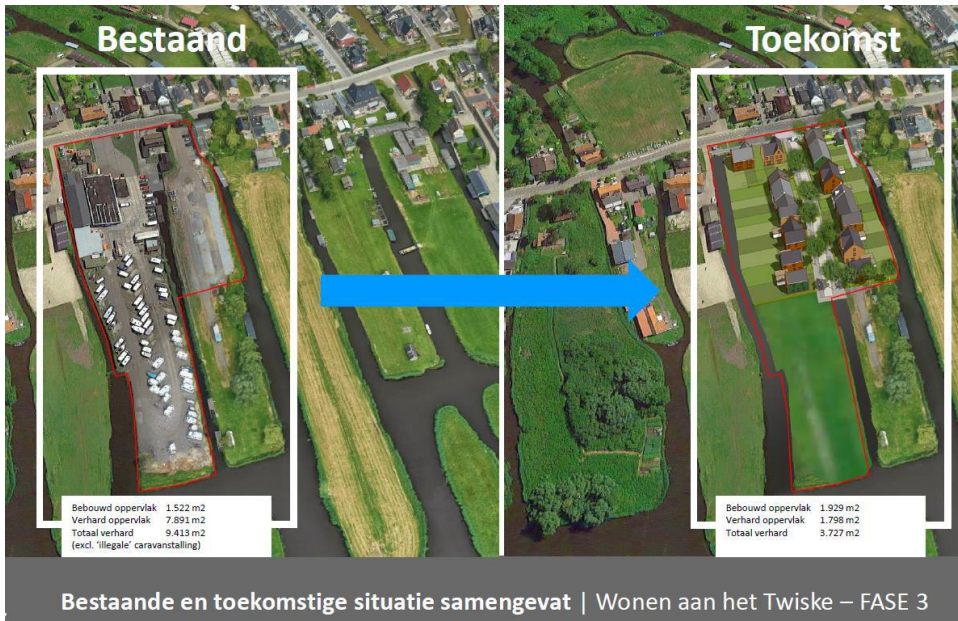 Bestaánd
Toekomst
Bebouwd oppervlak 1.522 m2
Verhard oppervlak 7.891 m2
Totaal verhard 9.413 m2
(excl. 'illegale' caravanstalling)
Bebouwd oppervlak 1.929 m2
Verhard oppervlak 1.798 m2
Totaal verhard 3.727 m2
Bestaande en toekomstige situatie samengevat | Wonen aan het Twiske – FASE 3